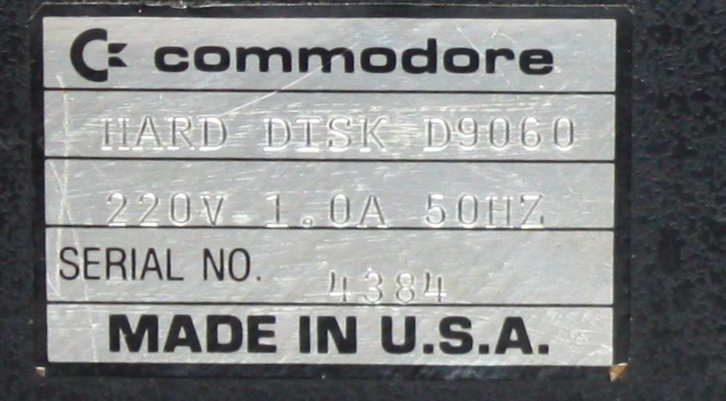 commodore
HARD DISK D9060
220V 1.0A 50HZ
SERIAL NO. 4384
MADE IN U.S.A.